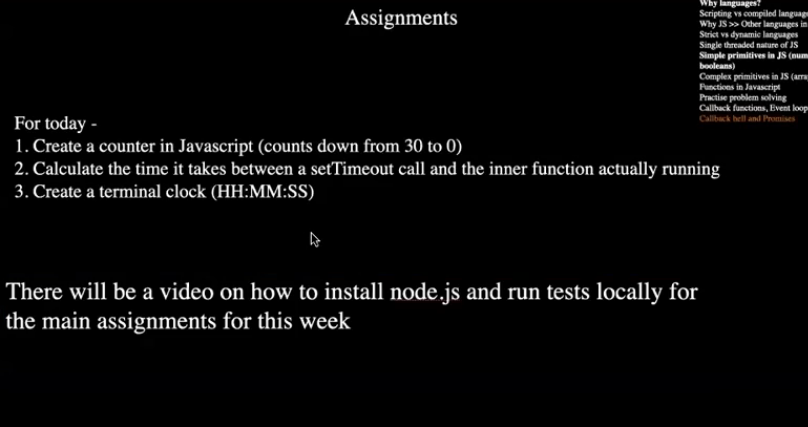 Assignments
Why languages?
Scripting vs compiled languag
Why JS >> Other languages in
Strict vs dynamic languages
Single threaded nature of JS
Simple primitives in JS (num
booleans)
Complex primitives in JS (arra
Functions in Javascript
Practise problem solving
Callback functions, Event loop
Callback hell and Promises
For today -
1. Create a counter in Javascript (counts down from 30 to 0)
2. Calculate the time it takes between a setTimeout call and the inner function actually running
3. Create a terminal clock (HH:MM:SS)
There will be a video on how to install node.js and run tests locally for
the main assignments for this week